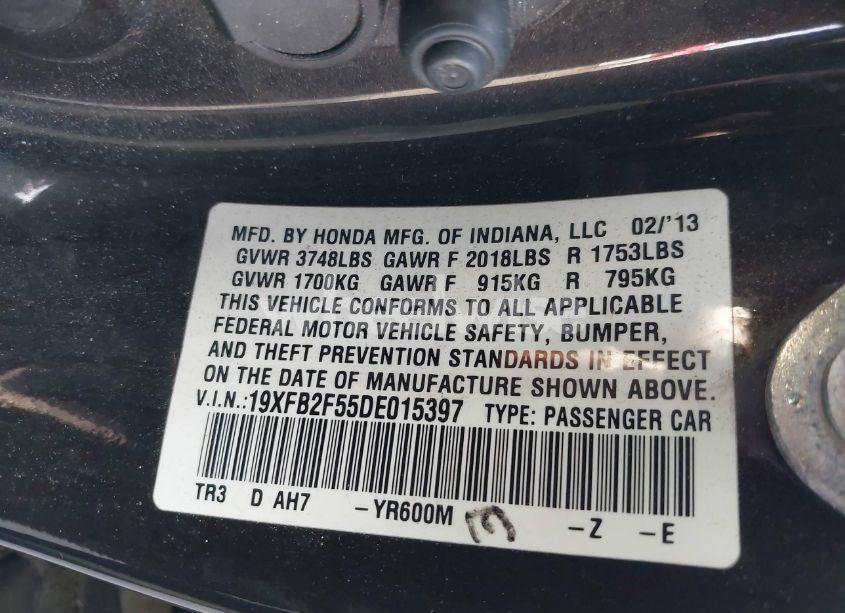 MFD. BY HONDA MFG. OF INDIANA, LLC 02/'13
GVWR 3748LBS GAWR F 2018LBS R 1753LBS
GVWR 1700KG GAWR F 915KG R 795KG
THIS VEHICLE CONFORMS TO ALL APPLICABLE
FEDERAL MOTOR VEHICLE SAFETY, BUMPER,
AND THEFT PREVENTION STANDARDS IN EFFECT
ON THE DATE OF MANUFACTURE SHOWN ABOVE.
V.I.N.:19XFB2F55DE015397 TYPE: PASSENGER CAR
TR3 D AH7 -YR600M -Z -E